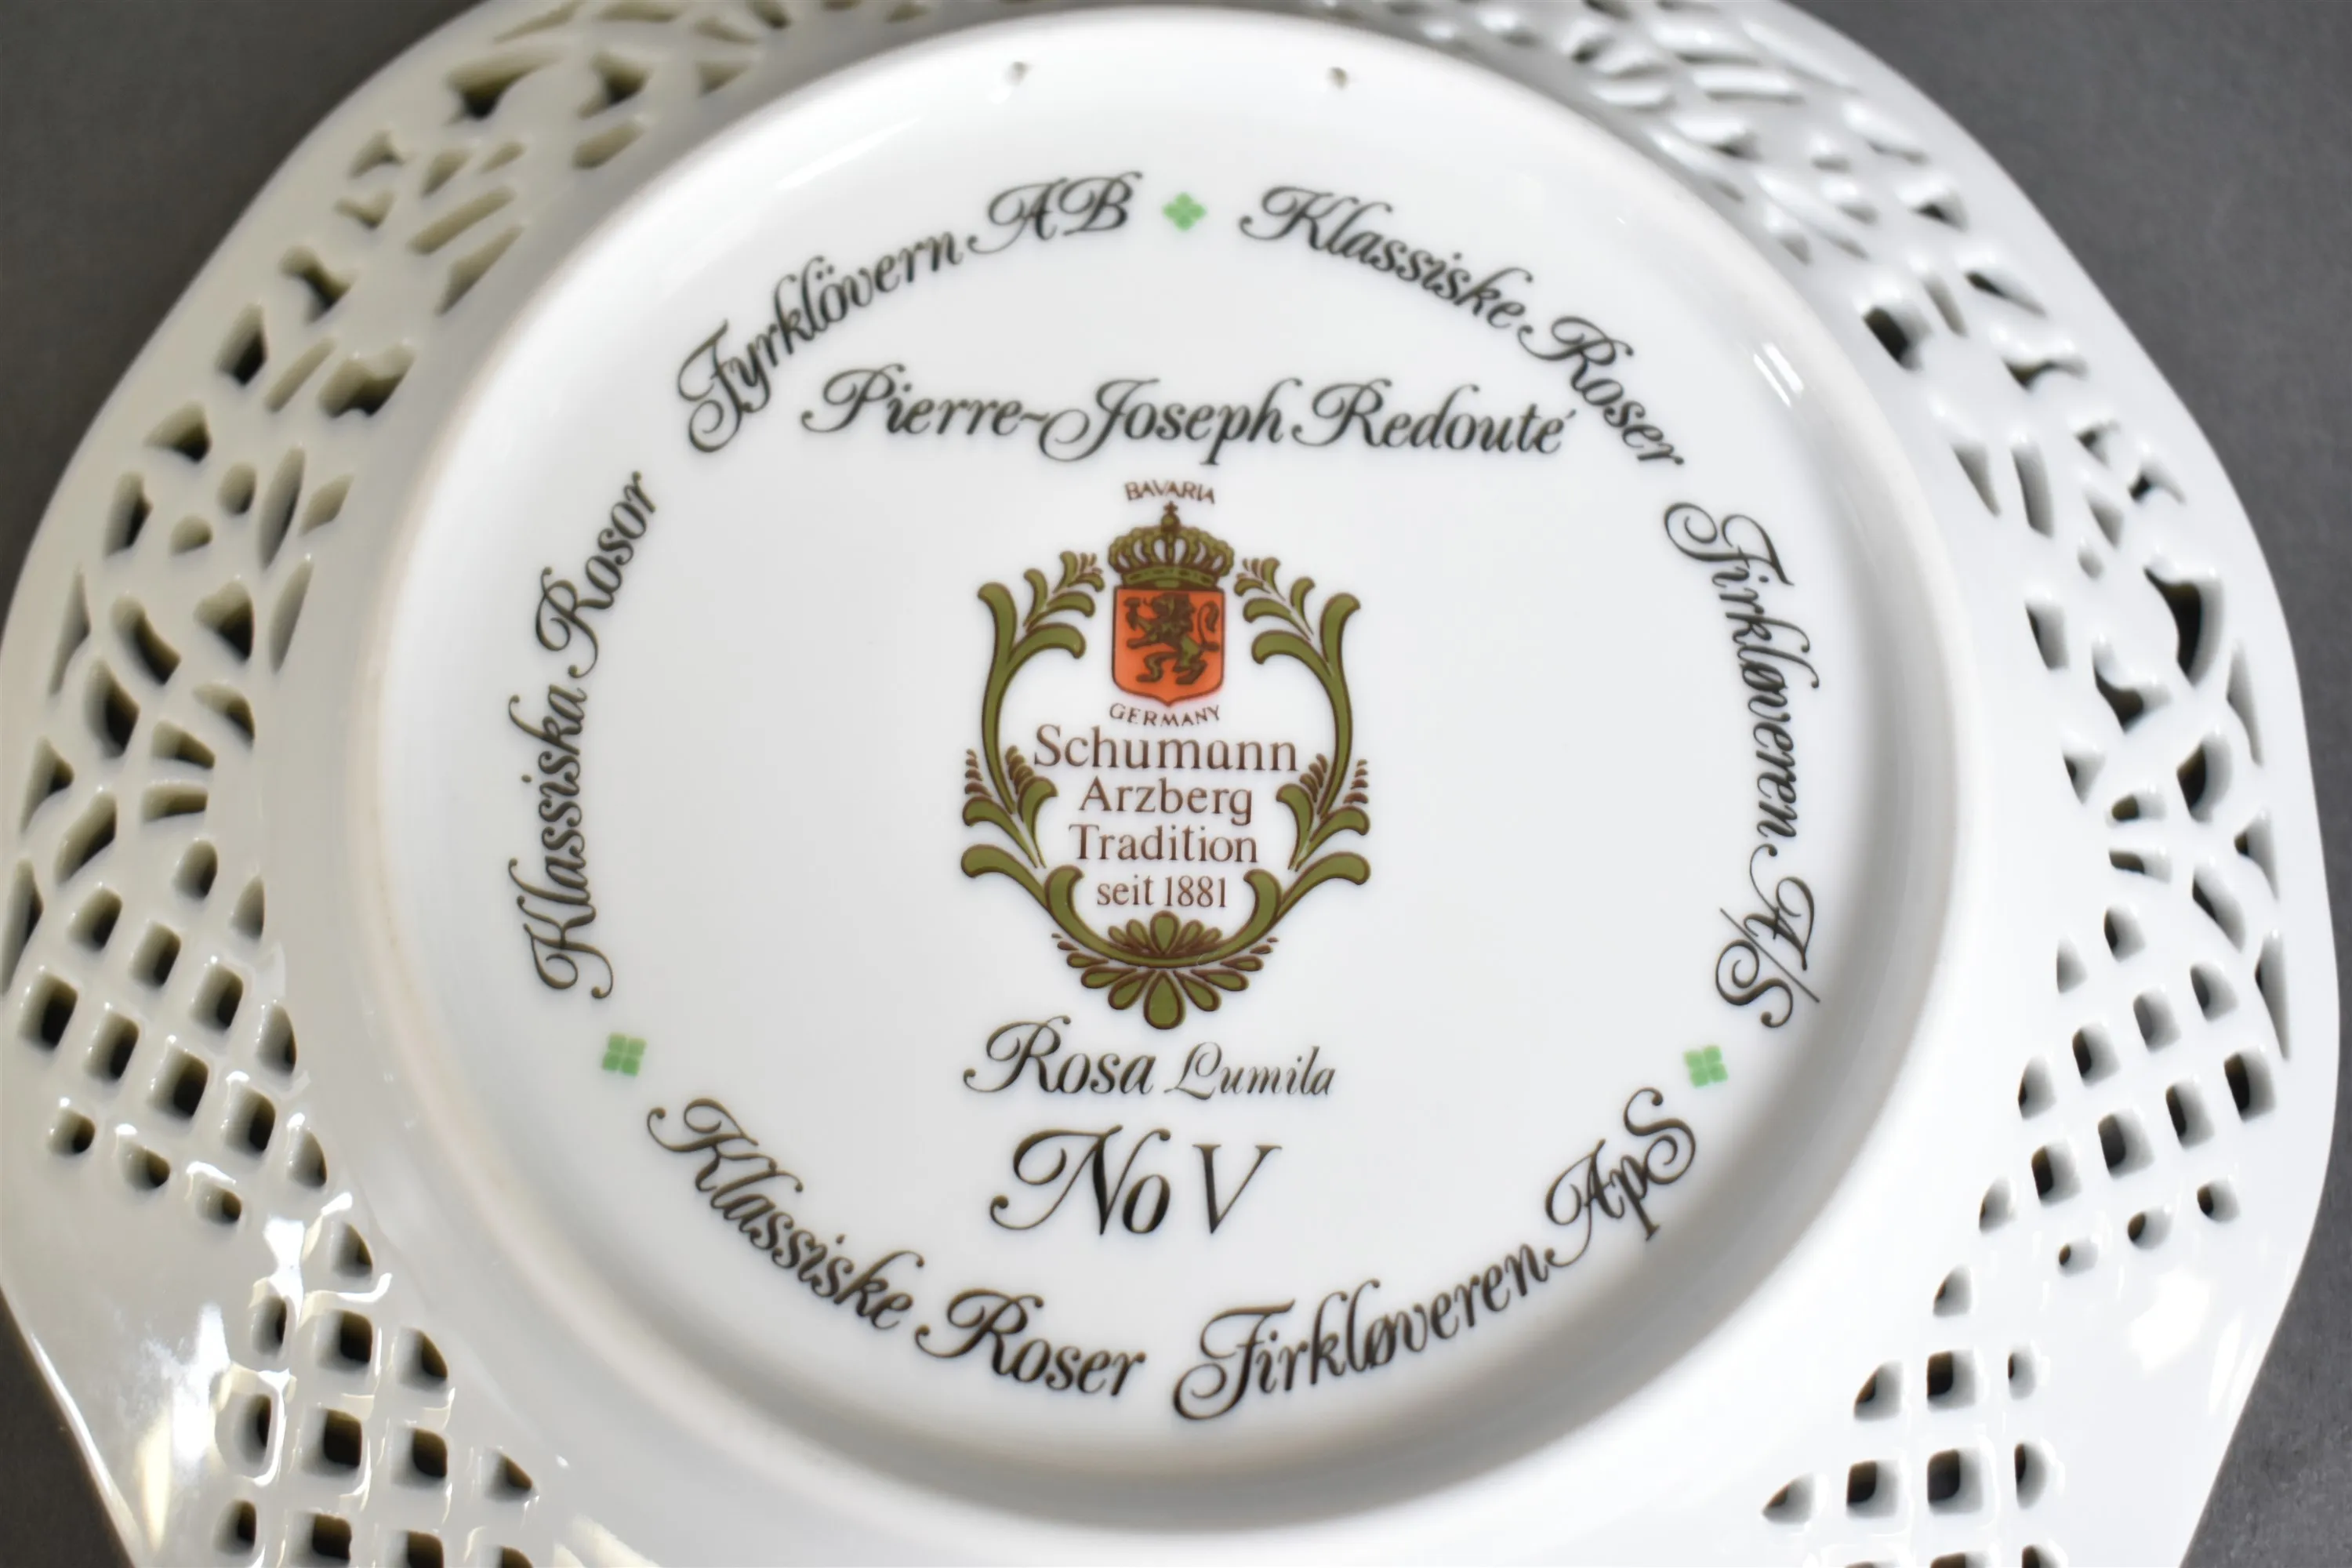 Klassiska Rosor Fyrklövern AB
Klassiske Roser Firkløveren A/S
Pierre-Joseph Redouté
BAVARIA
GERMANY
Schumann
Arzberg
Tradition
seit 1881
Rosa Lumila
No V
Klassiske Roser Firkløveren ApS